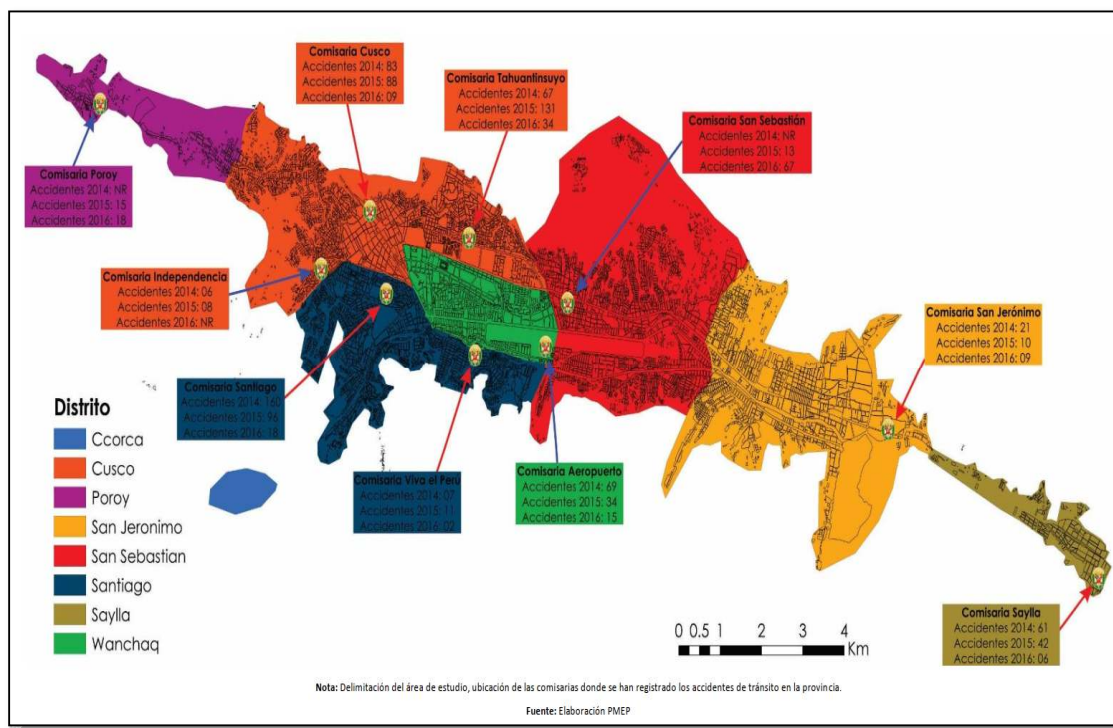 Comisaria Cusco
Accidentes 2014: 83
Accidentes 2015: 88
Accidentes 2016: 09
Comisaria Tahuantinsuyo
Accidentes 2014: 67
Accidentes 2015: 131
Accidentes 2016: 34
Comisaria San Sebastián
Accidentes 2014: NR
Accidentes 2015: 13
Accidentes 2016: 67
Comisaria Poroy
Accidentes 2014: NR
Accidentes 2015: 15
Accidentes 2016: 18
Comisaria Independencia
Accidentes 2014: 06
Accidentes 2015: 08
Accidentes 2016: NR
Comisaria San Jerónimo
Accidentes 2014: 21
Accidentes 2015: 10
Accidentes 2016: 09
Comisaria Santiago
Accidentes 2014: 160
Accidentes 2015: 96
Accidentes 2016: 18
Comisaria Viva el Perú
Accidentes 2014: 07
Accidentes 2015: 11
Accidentes 2016: 02
Comisaria Aeropuerto
Accidentes 2014: 69
Accidentes 2015: 34
Accidentes 2016: 15
Comisaria Saylla
Accidentes 2014: 61
Accidentes 2015: 42
Accidentes 2016: 06
Distrito
Ccorca
Cusco
Poroy
San Jeronimo
San Sebastian
Santiago
Saylla
Wanchaq
0 0,5 1 2 3 4
Km
Nota: Delimitación del área de estudio, ubicación de las comisarias donde se han registrado los accidentes de tránsito en la provincia.
Fuente: Elaboración PMEP